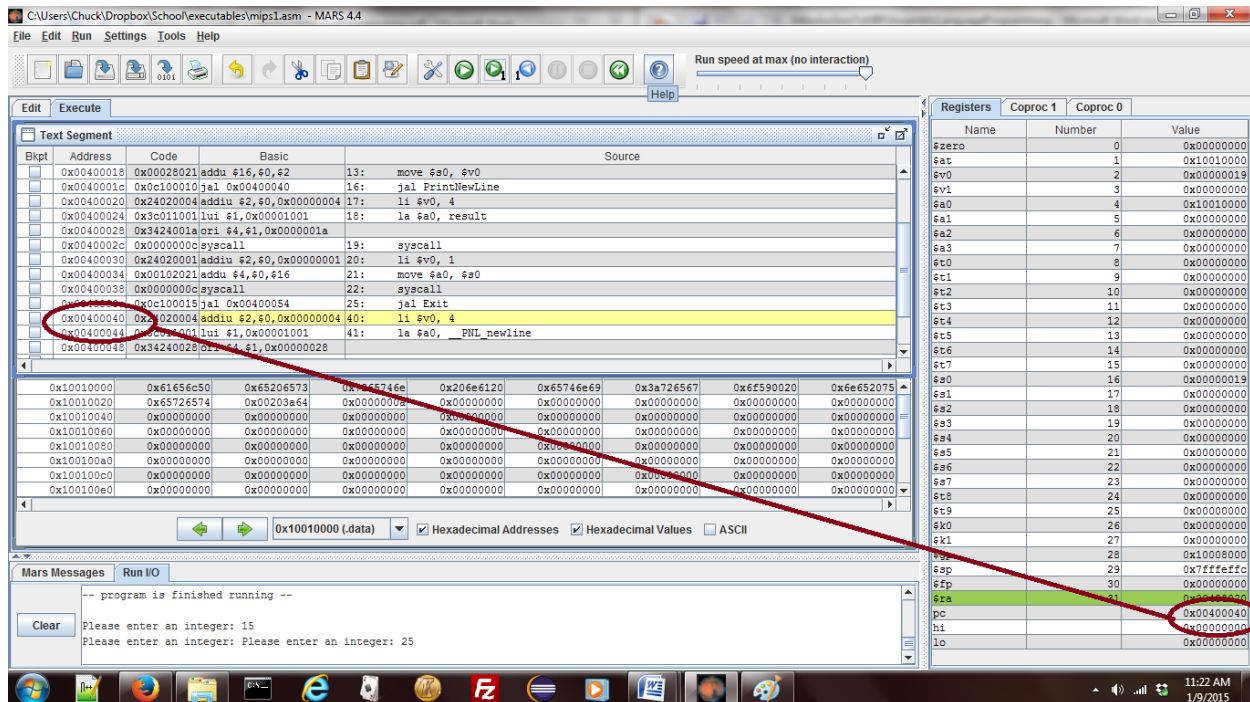 C:\Users\Chuck\Dropbox\School\executables\mips1.asm - MARS 4.4
File Edit Run Settings Tools Help
Run speed at max (no interaction)
Help
Edit Execute
Text Segment
Bkpt Address Code Basic Source
0x00400018 0x00028021 addu $16,$0,$2 13: move $s0, $v0
0x0040001c 0x0c100010 jal 0x00400040 16: jal PrintNewLine
0x00400020 0x24020004 addiu $2,$0,0x00000004 17: li $v0, 4
0x00400024 0x3c011001 lui $1,0x00001001 18: la $a0, result
0x00400028 0x3424001a ori $4,$1,0x0000001a
0x0040002c 0x0000000c syscall 19: syscall
0x00400030 0x24020001 addiu $2,$0,0x00000001 20: li $v0, 1
0x00400034 0x00102021 addu $4,$0,$16 21: move $a0, $s0
0x00400038 0x0000000c syscall 22: syscall
0x0c100015 jal 0x00400054 25: jal Exit
0x00400040 0x24020004 addiu $2,$0,0x00000004 40: li $v0, 4
0x00400044 0x3c011001 lui $1,0x00001001 41: la $a0, __PNL_newline
0x00400048 0x34240028 ori $4,$1,0x00000028
0x10010000 0x61656c50 0x65206573 0x7265746e 0x206e6120 0x65746e69 0x3a726567 0x6f590020 0x6e652075
0x10010020 0x65726574 0x00203a64 0x0000000a 0x00000000 0x00000000 0x00000000 0x00000000 0x00000000
0x10010040 0x00000000 0x00000000 0x00000000 0x00000000 0x00000000 0x00000000 0x00000000 0x00000000
0x10010060 0x00000000 0x00000000 0x00000000 0x00000000 0x00000000 0x00000000 0x00000000 0x00000000
0x10010080 0x00000000 0x00000000 0x00000000 0x00000000 0x00000000 0x00000000 0x00000000 0x00000000
0x100100a0 0x00000000 0x00000000 0x00000000 0x00000000 0x00000000 0x00000000 0x00000000 0x00000000
0x100100c0 0x00000000 0x00000000 0x00000000 0x00000000 0x00000000 0x00000000 0x00000000 0x00000000
0x100100e0 0x00000000 0x00000000 0x00000000 0x00000000 0x00000000 0x00000000 0x00000000 0x00000000
0x10010000 (.data) Hexadecimal Addresses Hexadecimal Values ASCII
Mars Messages Run I/O
Clear
-- program is finished running --
Please enter an integer: 15
Please enter an integer: Please enter an integer: 25
Registers Coproc 1 Coproc 0
Name Number Value
$zero 0 0x00000000
$at 1 0x10010000
$v0 2 0x00000019
$v1 3 0x00000000
$a0 4 0x10010000
$a1 5 0x00000000
$a2 6 0x00000000
$a3 7 0x00000000
$t0 8 0x00000000
$t1 9 0x00000000
$t2 10 0x00000000
$t3 11 0x00000000
$t4 12 0x00000000
$t5 13 0x00000000
$t6 14 0x00000000
$t7 15 0x00000000
$s0 16 0x00000019
$s1 17 0x00000000
$s2 18 0x00000000
$s3 19 0x00000000
$s4 20 0x00000000
$s5 21 0x00000000
$s6 22 0x00000000
$s7 23 0x00000000
$t8 24 0x00000000
$t9 25 0x00000000
$k0 26 0x00000000
$k1 27 0x00000000
$gp 28 0x10008000
$sp 29 0x7fffeffc
$fp 30 0x00000000
$ra 31 0x00400020
pc 0x00400040
hi 0x00000000
lo 0x00000000
11:22 AM
1/9/2015